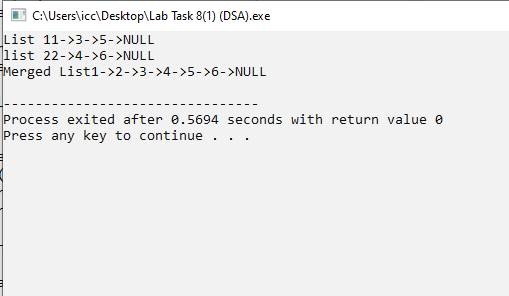 C:\Users\icc\Desktop\Lab Task 8(1) (DSA).exe
List 11->3->5->NULL
list 22->4->6->NULL
Merged List1->2->3->4->5->6->NULL
--------------------------------
Process exited after 0.5694 seconds with return value 0
Press any key to continue . . .